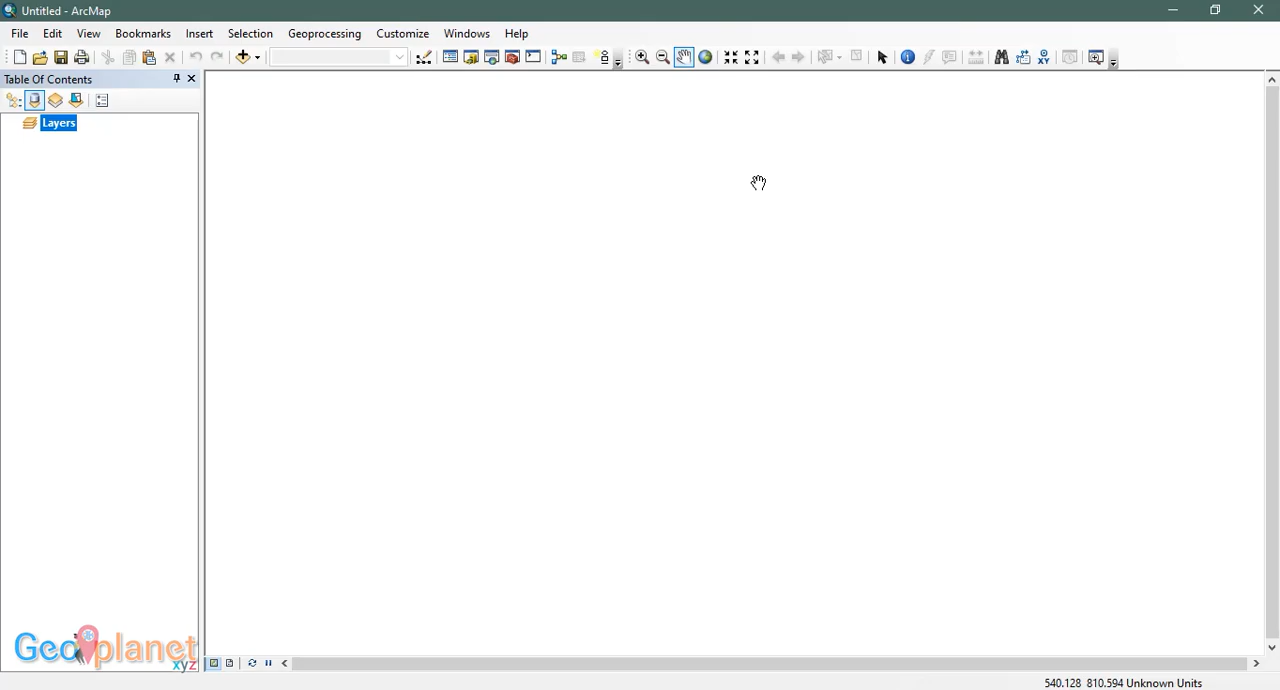 Untitled - ArcMap
File Edit View Bookmarks Insert Selection Geoprocessing Customize Windows Help
Table Of Contents
Layers
Geoplanet
xyz
540.128 810.594 Unknown Units